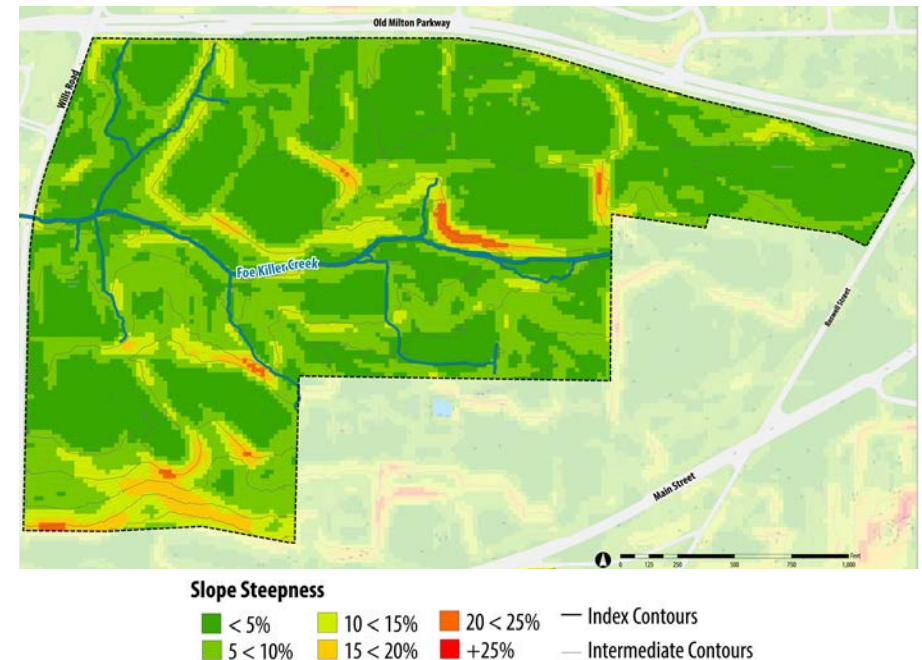 Old Milton Parkway
Wills Road
Foe Killer Creek
Roswell Street
Main Street
Feet
0 125 250 500 750 1,000
Slope Steepness
< 5% 10 < 15% 20 < 25% Index Contours
5 < 10% 15 < 20% +25% Intermediate Contours